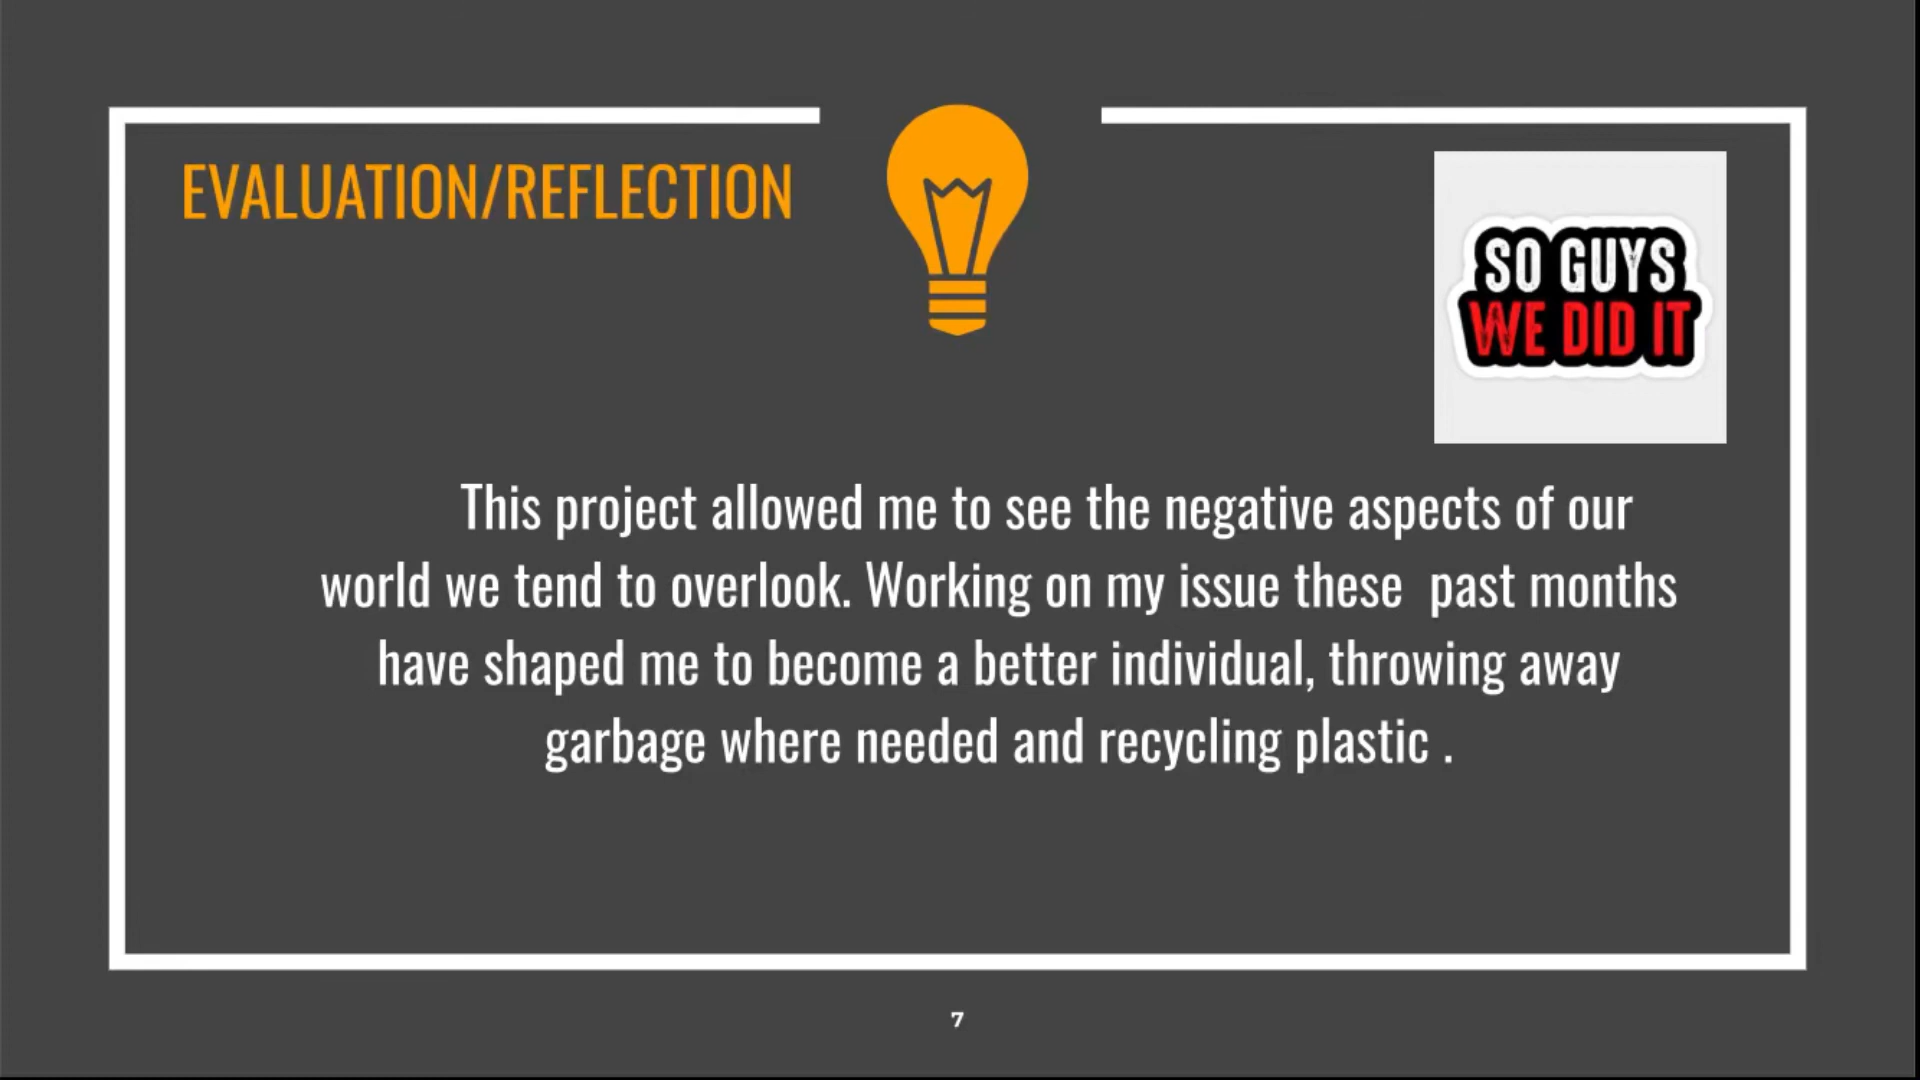 EVALUATION/REFLECTION
SO GUYS
WE DID IT
This project allowed me to see the negative aspects of our
world we tend to overlook. Working on my issue these  past months
have shaped me to become a better individual, throwing away
garbage where needed and recycling plastic .
7